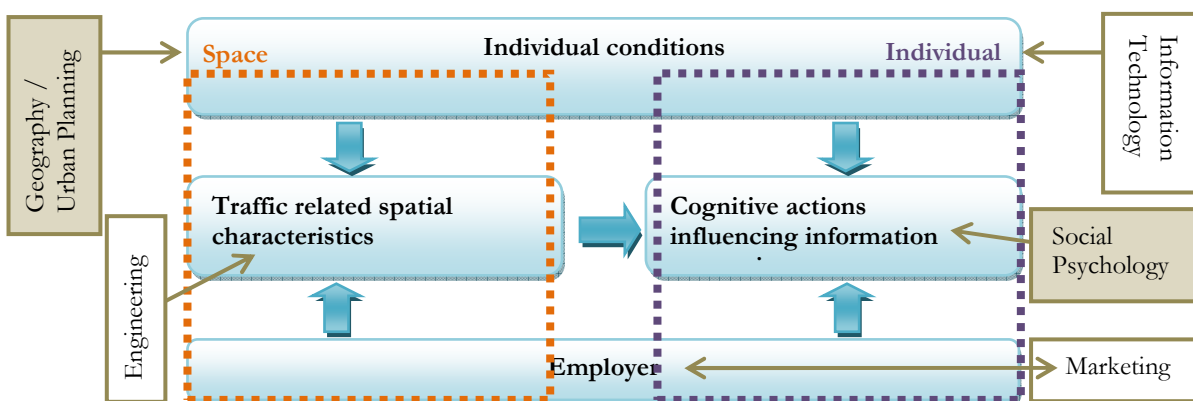 Geography /
Urban Planning
Space
Individual conditions
Individual
Information
Technology
Traffic related spatial
characteristics
Cognitive actions
influencing information
Social
Psychology
Engineering
Employer
Marketing